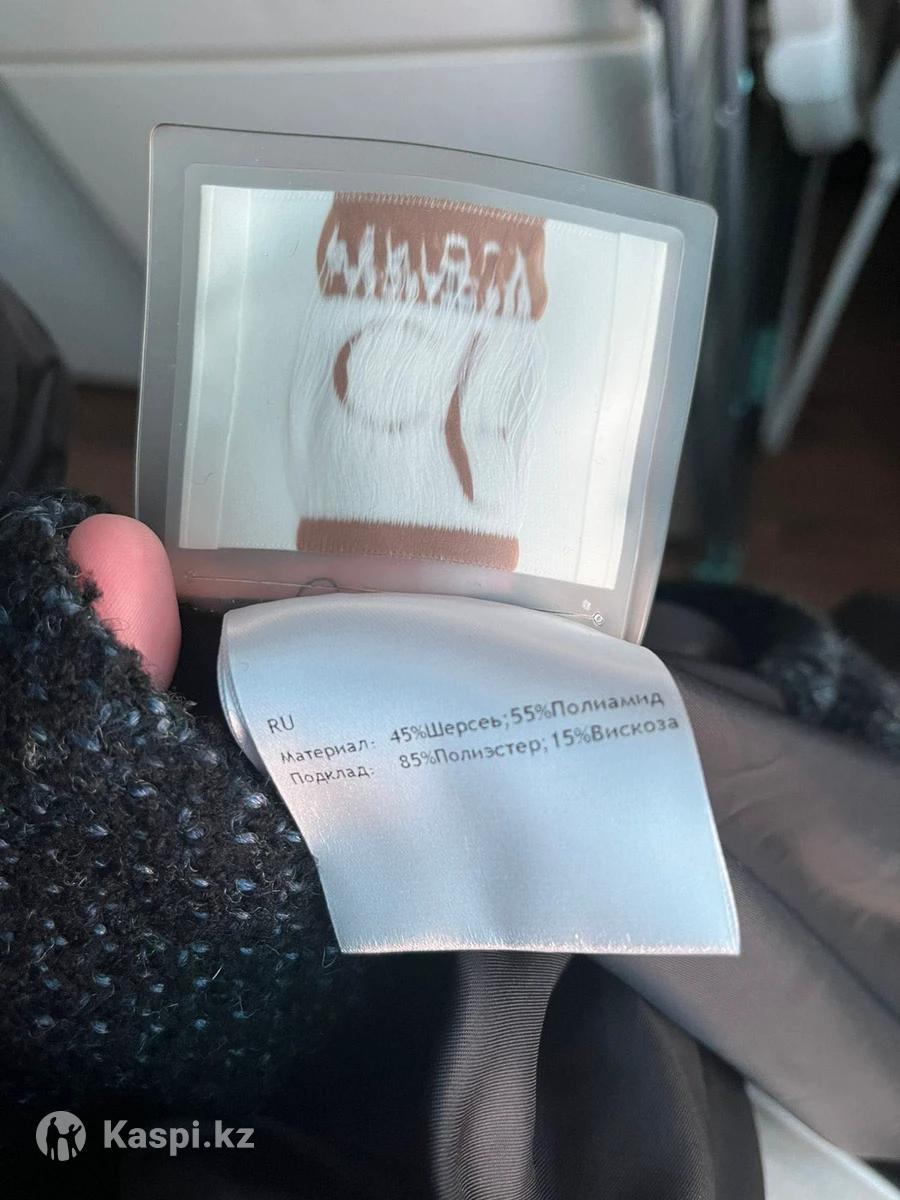 RU
Материал: 45%Шерсеь;55%Полиамид
Подклад: 85%Полиэстер;15%Вискоза
Kaspi.kz